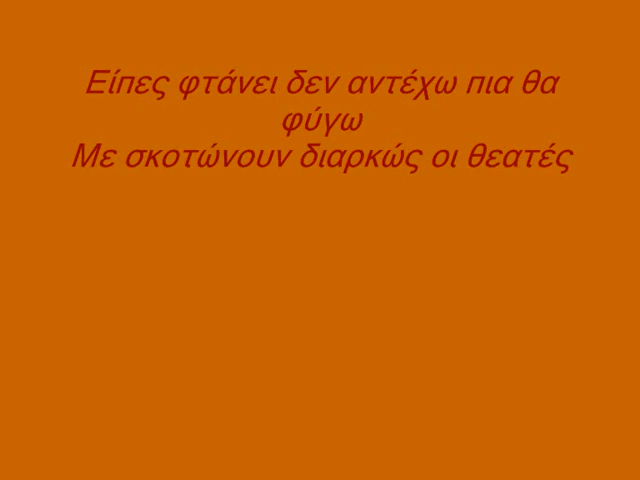 Είπες φτάνει δεν αντέχω πια θα
φύγω
Με σκοτώνουν διαρκώς οι θεατές